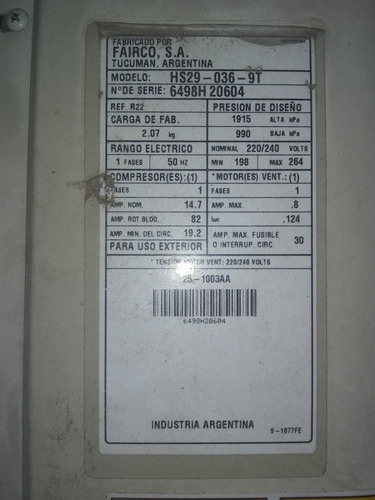 FABRICADO POR
FAIRCO, S.A.
TUCUMAN, ARGENTINA
MODELO: HS29-036-9T
N° DE SERIE: 6498H 20604
REF. R22 PRESION DE DISEÑO
CARGA DE FAB. 1915 ALTA kPa
2.07 kg 990 BAJA kPa
RANGO ELECTRICO NOMINAL 220/240 VOLTS
1 FASES 50 HZ MIN 198 MAX 264
COMPRESOR(ES):(1) *MOTOR(ES) VENT.:(1)
FASES 1 FASES 1
AMP. NOM. 14.7 AMP. MAX. .8
AMP. ROT BLQD. 82 kw .124
AMP. MIN. DEL CIRC. 19.2 AMP. MAX. FUSIBLE
PARA USO EXTERIOR O INTERRUP. CIRC. 30
* TENSION MOTOR VENT: 220/240 VOLTS
25-1003AA
6498H20604
INDUSTRIA ARGENTINA
9-1077FE